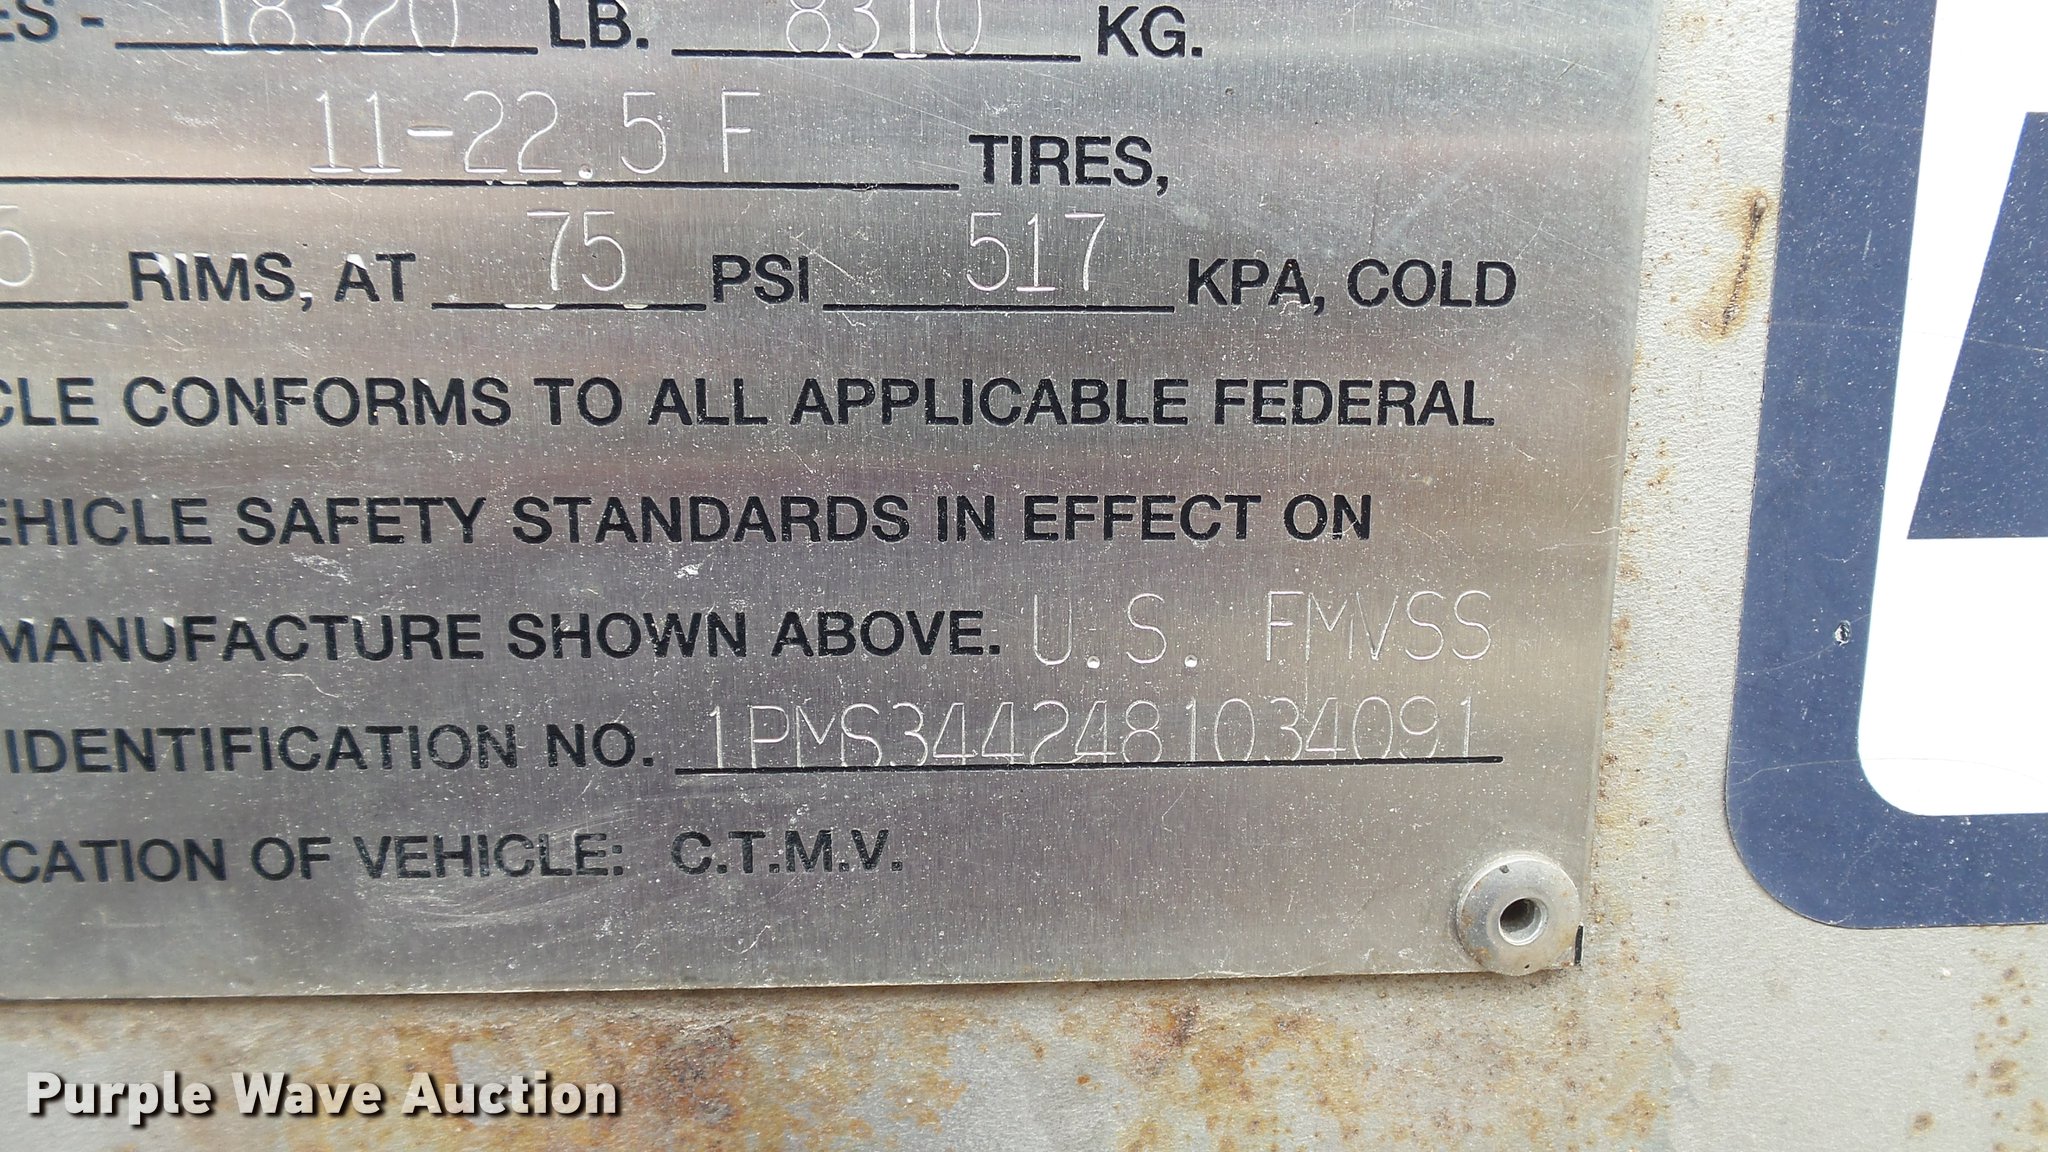 ES - 18320 LB. 8310 KG.
11-22.5 F TIRES,
5 RIMS, AT 75 PSI 517 KPA, COLD
CLE CONFORMS TO ALL APPLICABLE FEDERAL
EHICLE SAFETY STANDARDS IN EFFECT ON
MANUFACTURE SHOWN ABOVE. U.S. FMVSS
IDENTIFICATION NO. 1PMS3442481034091
CATION OF VEHICLE: C.T.M.V.
Purple Wave Auction